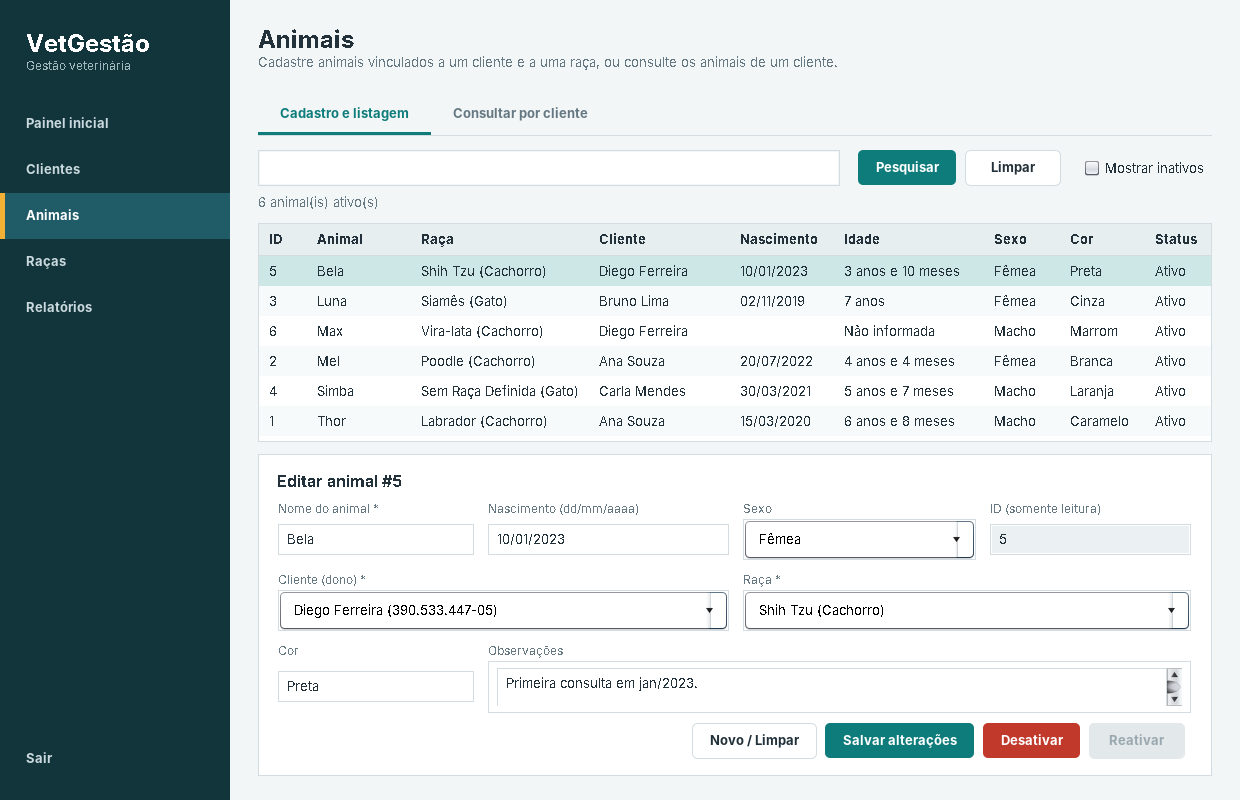 VetGestão
Gestão veterinária
Painel inicial
Clientes
Animais
Raças
Relatórios
Sair
Animais
Cadastre animais vinculados a um cliente e a uma raça, ou consulte os animais de um cliente.
Cadastro e listagem Consultar por cliente
Pesquisar Limpar Mostrar inativos
6 animal(is) ativo(s)
ID Animal Raça Cliente Nascimento Idade Sexo Cor Status
5 Bela Shih Tzu (Cachorro) Diego Ferreira 10/01/2023 3 anos e 10 meses Fêmea Preta Ativo
3 Luna Siamês (Gato) Bruno Lima 02/11/2019 7 anos Fêmea Cinza Ativo
6 Max Vira-lata (Cachorro) Diego Ferreira Não informada Macho Marrom Ativo
2 Mel Poodle (Cachorro) Ana Souza 20/07/2022 4 anos e 4 meses Fêmea Branca Ativo
4 Simba Sem Raça Definida (Gato) Carla Mendes 30/03/2021 5 anos e 7 meses Macho Laranja Ativo
1 Thor Labrador (Cachorro) Ana Souza 15/03/2020 6 anos e 8 meses Macho Caramelo Ativo
Editar animal #5
Nome do animal * Nascimento (dd/mm/aaaa) Sexo ID (somente leitura)
Bela 10/01/2023 Fêmea 5
Cliente (dono) * Raça *
Diego Ferreira (390.533.447-05) Shih Tzu (Cachorro)
Cor Observações
Preta Primeira consulta em jan/2023.
Novo / Limpar Salvar alterações Desativar Reativar